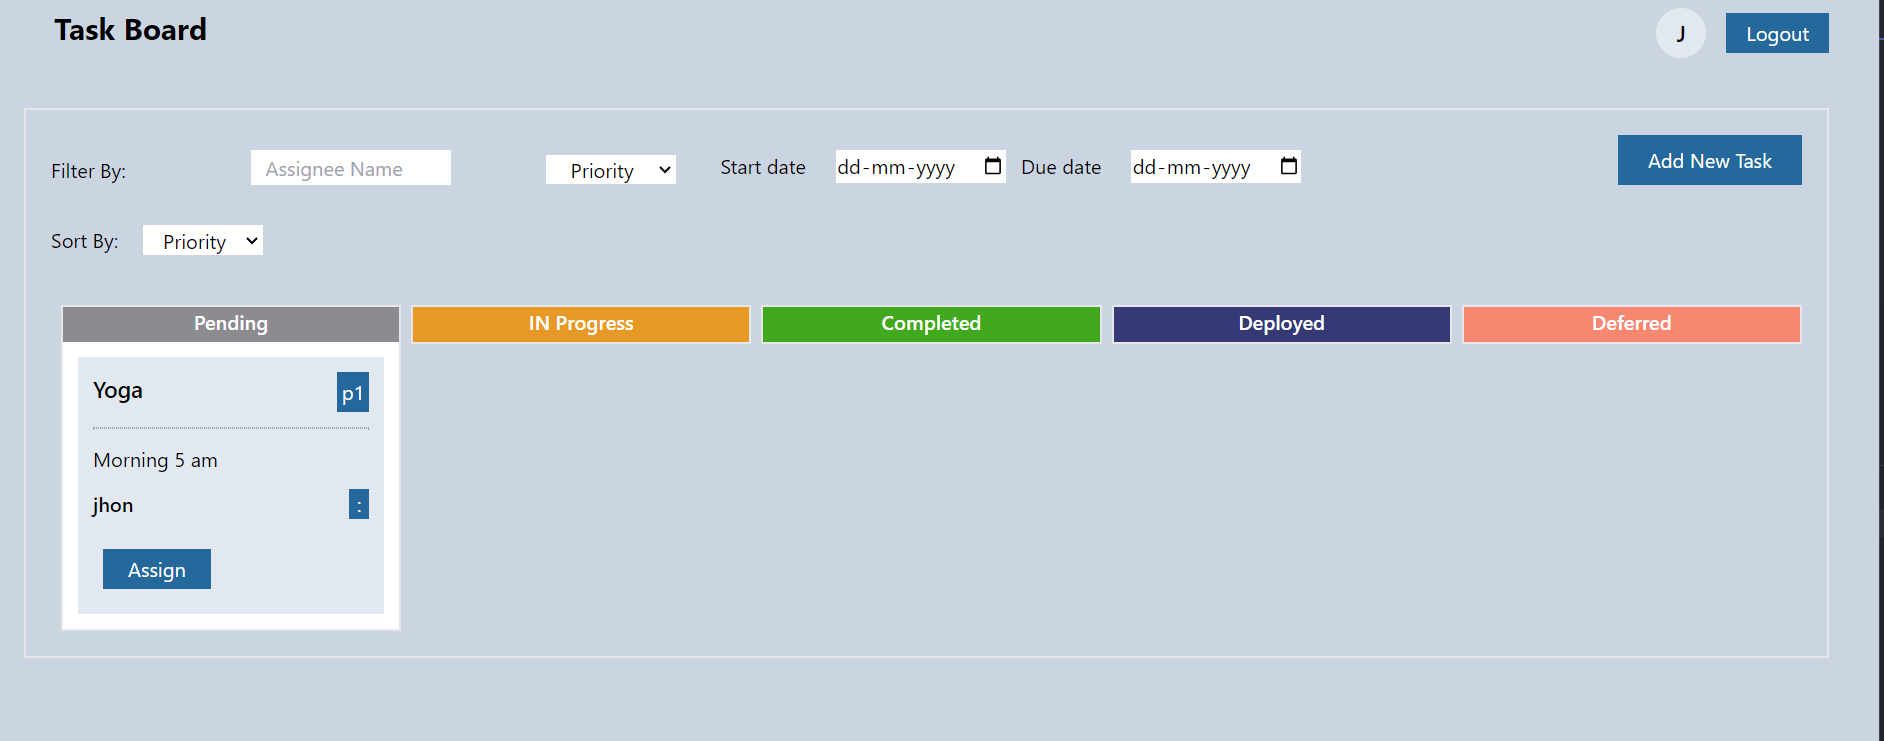 Task Board
J
Logout
Filter By:
Assignee Name
Priority
Start date
dd-mm-yyyy
Due date
dd-mm-yyyy
Add New Task
Sort By:
Priority
Pending
IN Progress
Completed
Deployed
Deferred
Yoga
p1
Morning 5 am
jhon
:
Assign